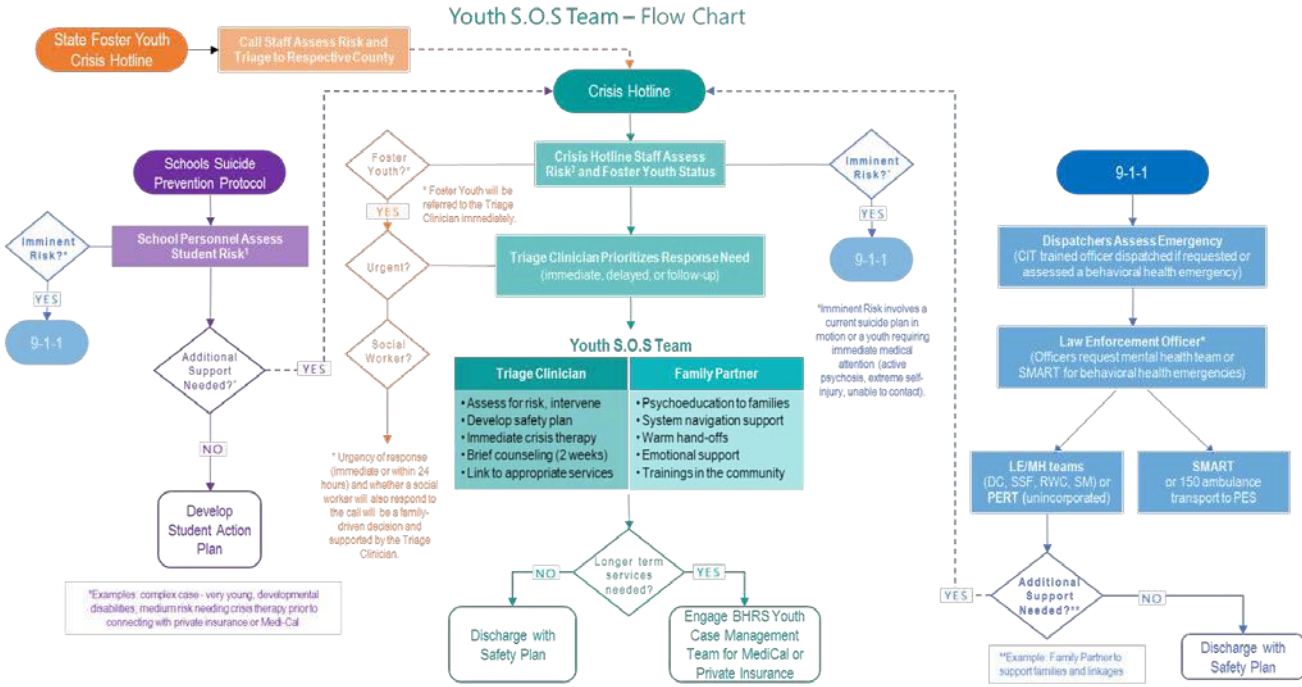 Youth S.O.S Team – Flow Chart
State Foster Youth
Crisis Hotline
Call Staff Assess Risk and
Triage to Respective County
Crisis Hotline
Schools Suicide
Prevention Protocol
School Personnel Assess
Student Risk¹
Imminent
Risk?*
YES
9-1-1
Additional
Support
Needed?*
YES
NO
Develop
Student Action
Plan
*Examples: complex case - very young, developmental
disabilities; medium risk needing crisis therapy prior to
connecting with private insurance or Medi-Cal
Foster
Youth?*
YES
* Foster Youth will be
referred to the Triage
Clinician immediately.
Urgent?
Social
Worker?
* Urgency of response
(immediate or within 24
hours) and whether a social
worker will also respond to
the call will be a family-
driven decision and
supported by the Triage
Clinician.
Crisis Hotline Staff Assess
Risk² and Foster Youth Status
Triage Clinician Prioritizes Response Need
(immediate, delayed, or follow-up)
Imminent
Risk?*
YES
9-1-1
*Imminent Risk involves a
current suicide plan in
motion or a youth requiring
immediate medical
attention (active
psychosis, extreme self-
injury, unable to contact).
Youth S.O.S Team
Triage Clinician
• Assess for risk, intervene
• Develop safety plan
• Immediate crisis therapy
• Brief counseling (2 weeks)
• Link to appropriate services
Family Partner
• Psychoeducation to families
• System navigation support
• Warm hand-offs
• Emotional support
• Trainings in the community
Longer term
services
needed?
NO
YES
Discharge with
Safety Plan
Engage BHRS Youth
Case Management
Team for MediCal or
Private Insurance
9-1-1
Dispatchers Assess Emergency
(CIT trained officer dispatched if requested or
assessed a behavioral health emergency)
Law Enforcement Officer*
(Officers request mental health team or
SMART for behavioral health emergencies)
LE/MH teams
(DC, SSF, RWC, SM) or
PERT (unincorporated)
SMART
or 150 ambulance
transport to PES
Additional
Support
Needed?**
YES
NO
**Example: Family Partner to
support families and linkages
Discharge with
Safety Plan